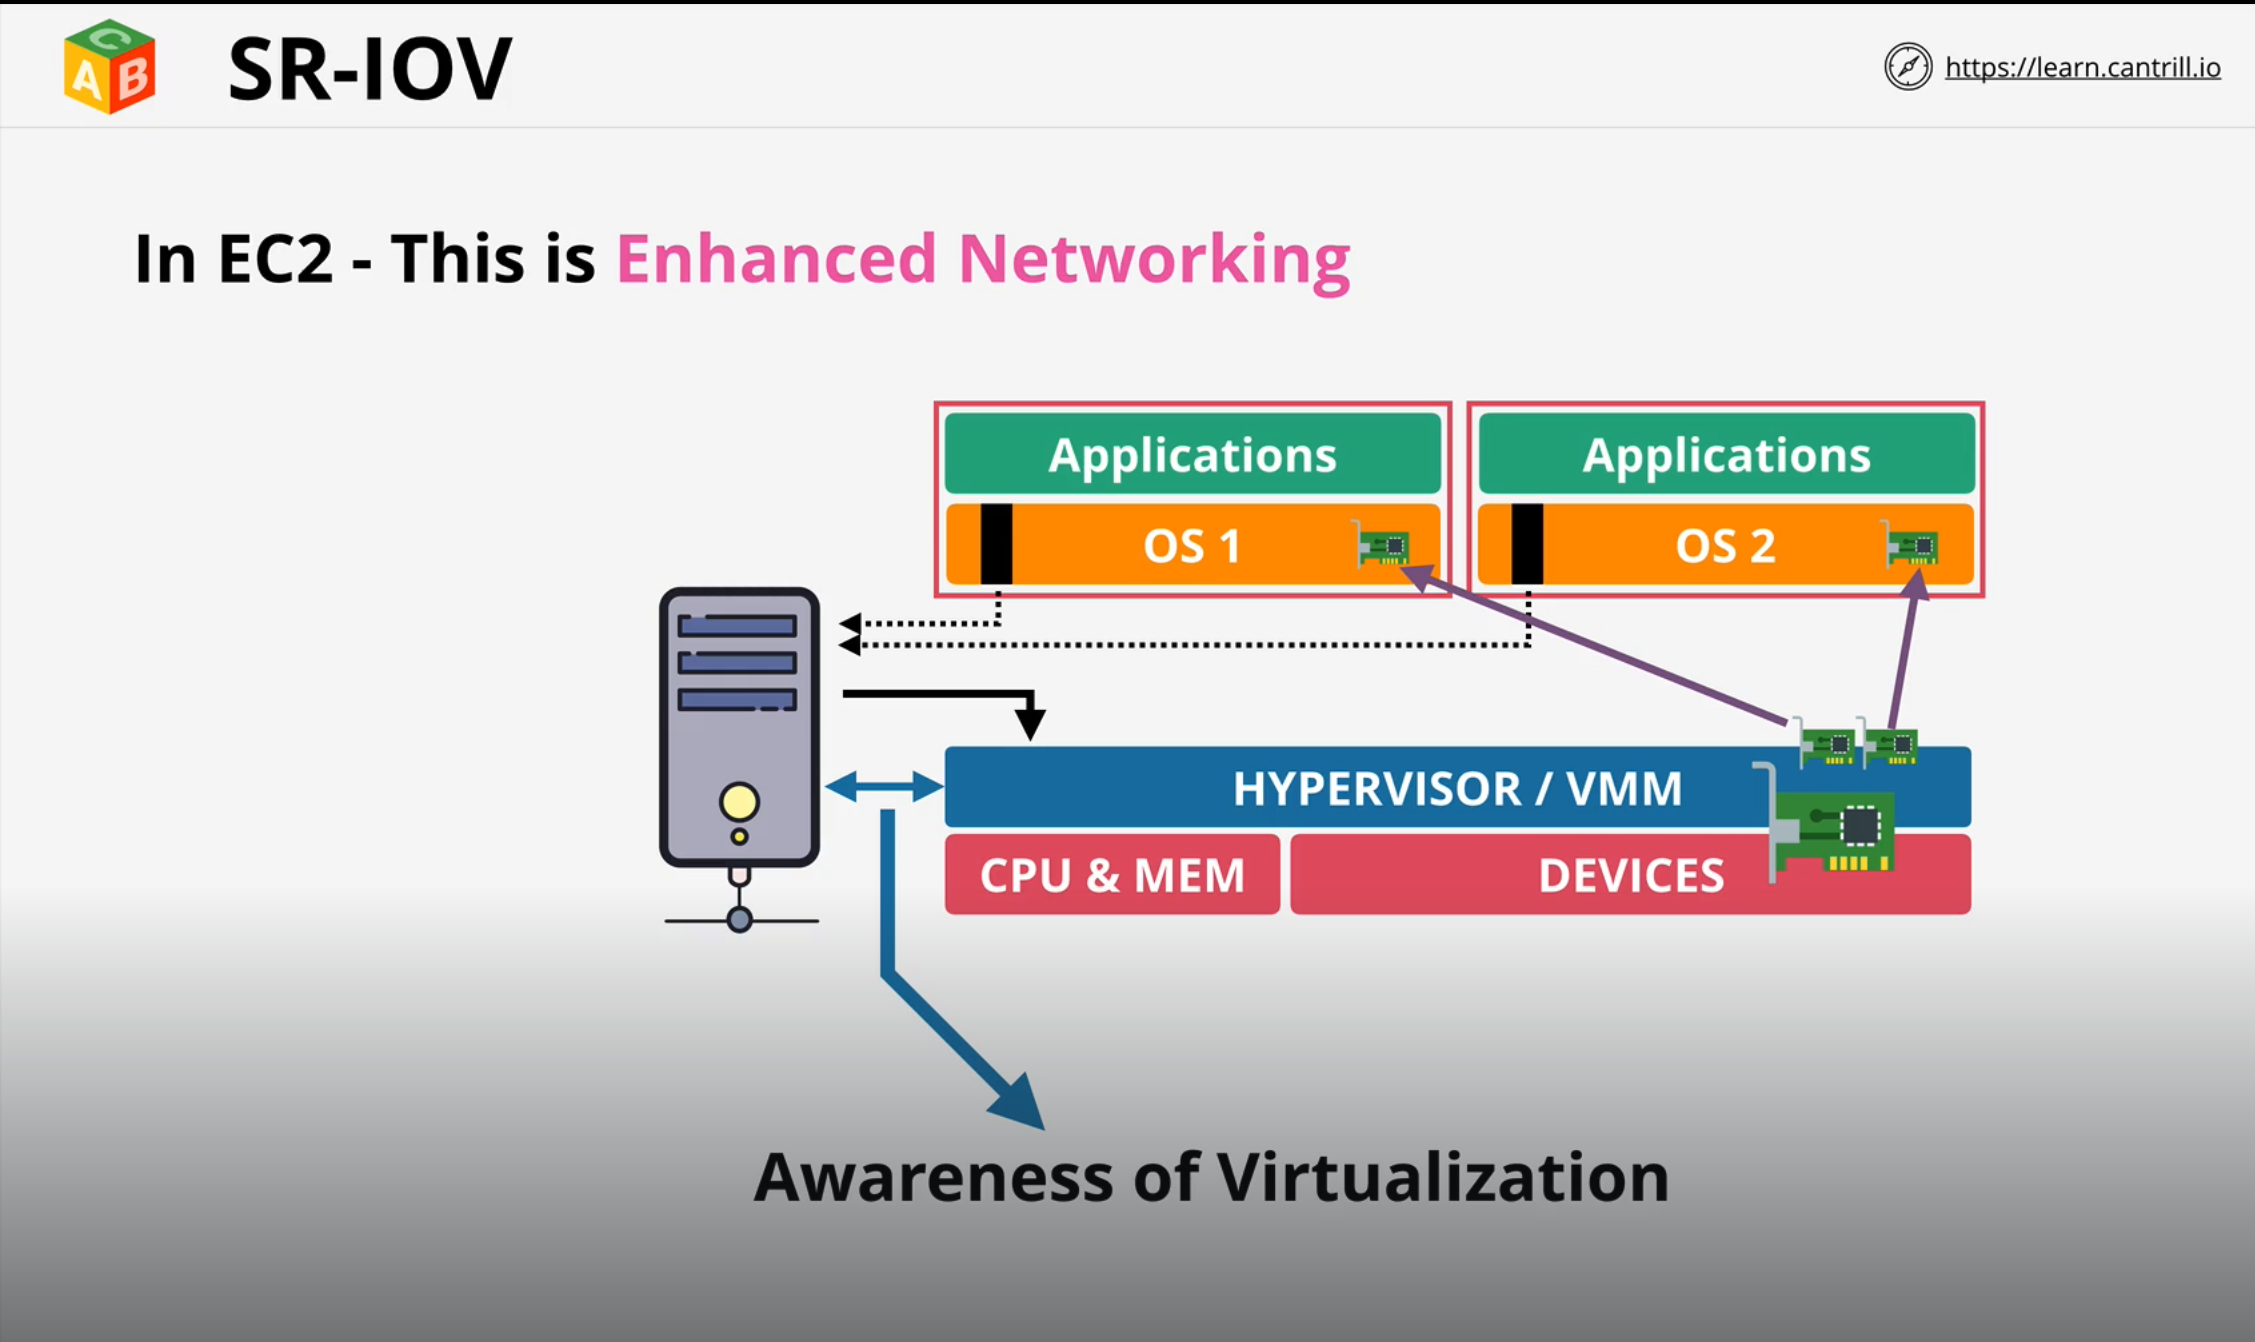 C
A B
SR-IOV
https://learn.cantrill.io
In EC2 - This is Enhanced Networking
Applications
Applications
OS 1
OS 2
HYPERVISOR / VMM
CPU & MEM
DEVICES
Awareness of Virtualization